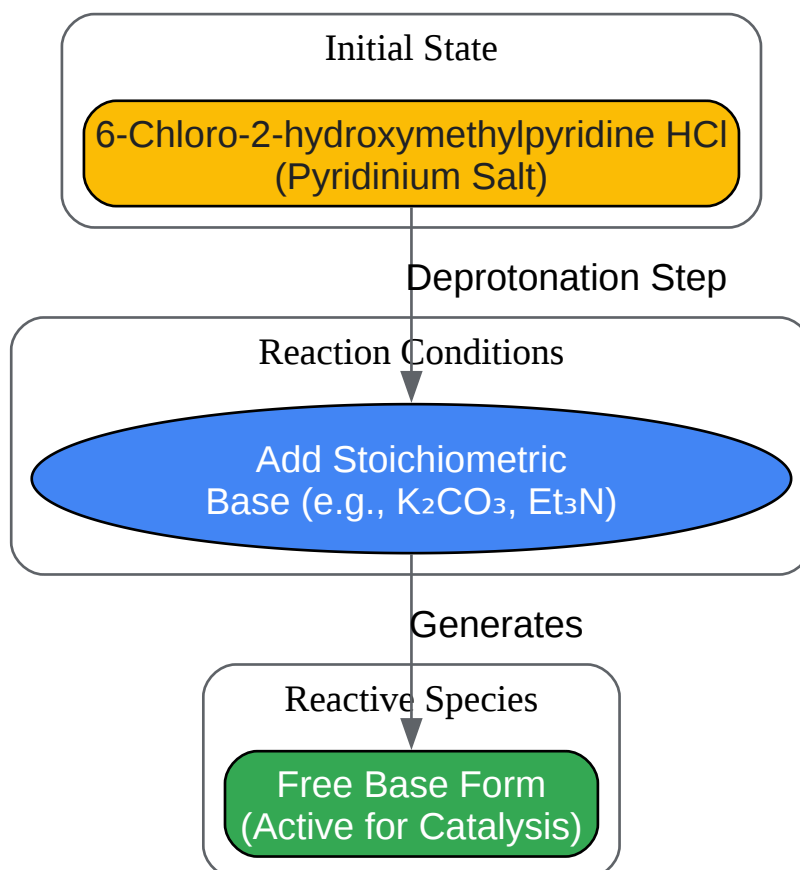 Initial State
6-Chloro-2-hydroxymethylpyridine HCl
(Pyridinium Salt)
Deprotonation Step
Reaction Conditions
Add Stoichiometric
Base (e.g., K₂CO₃, Et₃N)
Generates
Reactive Species
Free Base Form
(Active for Catalysis)